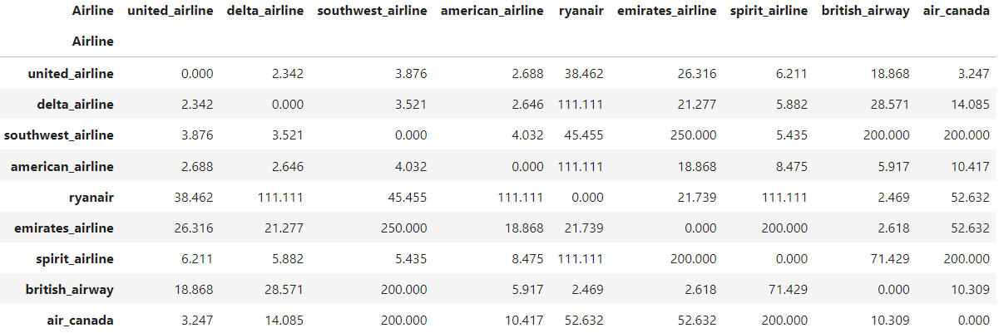 Airline united_airline delta_airline southwest_airline american_airline ryanair emirates_airline spirit_airline british_airway air_canada
Airline
united_airline 0.000 2.342 3.876 2.688 38.462 26.316 6.211 18.868 3.247
delta_airline 2.342 0.000 3.521 2.646 111.111 21.277 5.882 28.571 14.085
southwest_airline 3.876 3.521 0.000 4.032 45.455 250.000 5.435 200.000 200.000
american_airline 2.688 2.646 4.032 0.000 111.111 18.868 8.475 5.917 10.417
ryanair 38.462 111.111 45.455 111.111 0.000 21.739 111.111 2.469 52.632
emirates_airline 26.316 21.277 250.000 18.868 21.739 0.000 200.000 2.618 52.632
spirit_airline 6.211 5.882 5.435 8.475 111.111 200.000 0.000 71.429 200.000
british_airway 18.868 28.571 200.000 5.917 2.469 2.618 71.429 0.000 10.309
air_canada 3.247 14.085 200.000 10.417 52.632 52.632 200.000 10.309 0.000